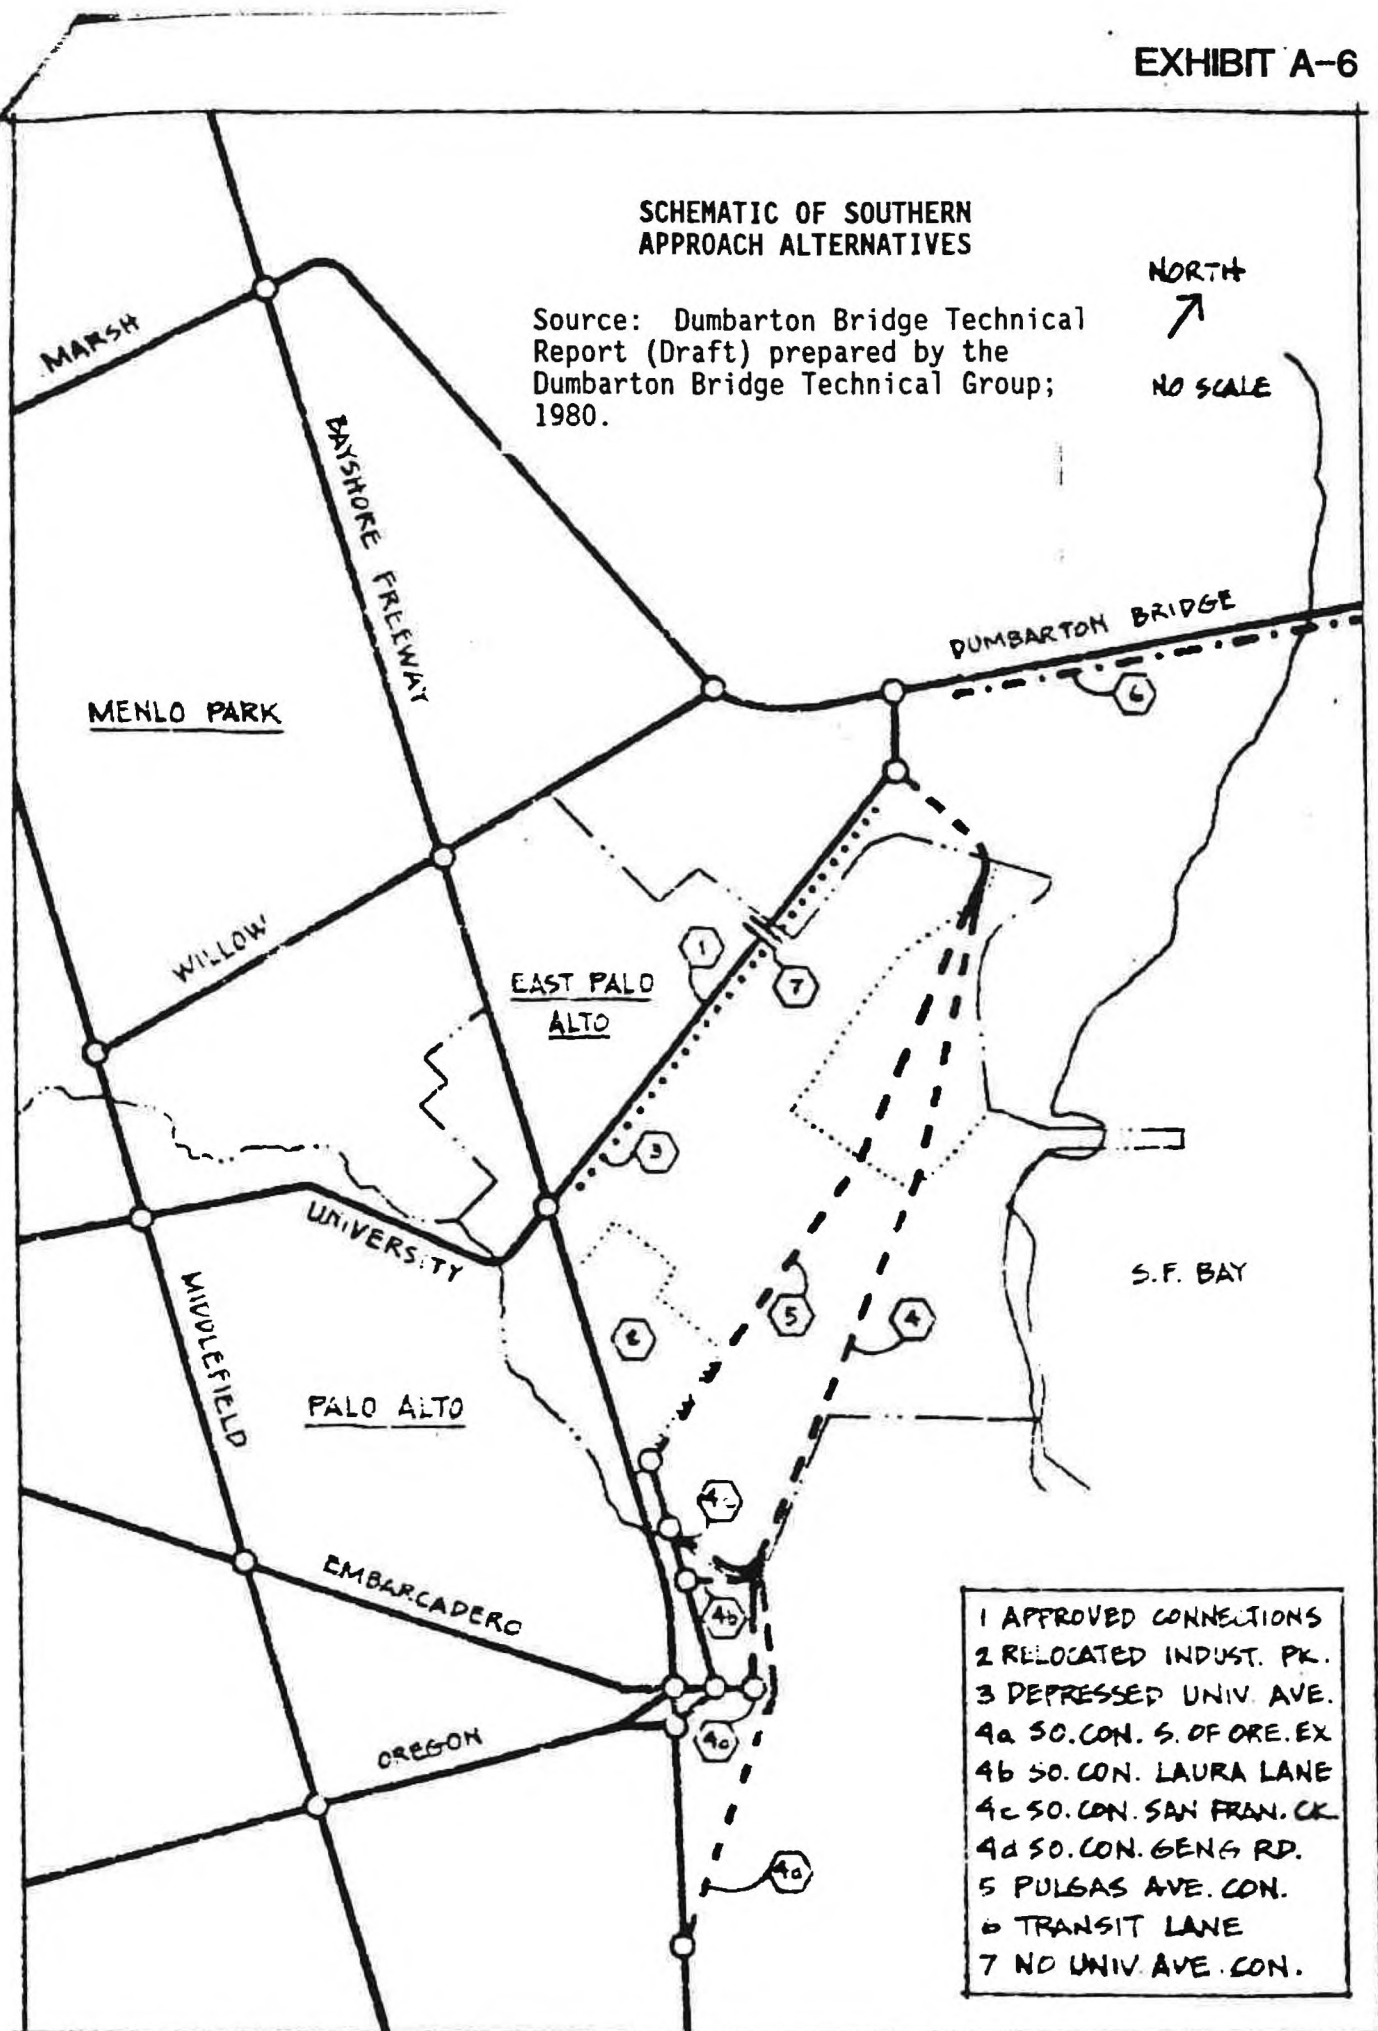 EXHIBIT A-6
SCHEMATIC OF SOUTHERN
APPROACH ALTERNATIVES
NORTH
Source: Dumbarton Bridge Technical
Report (Draft) prepared by the
Dumbarton Bridge Technical Group;
1980.
NO SCALE
MARSH
BAYSHORE FREEWAY
DUMBARTON BRIDGE
6
MENLO PARK
WILLOW
1
7
EAST PALO
ALTO
3
UNIVERSITY
S.F. BAY
5
4
2
MIDDLEFIELD
PALO ALTO
4c
EMBARCADERO
4b
OREGON
4a
1 APPROVED CONNECTIONS
2 RELOCATED INDUST. PK.
3 DEPRESSED UNIV. AVE.
4a SO. CON. S. OF ORE. EX
4b SO. CON. LAURA LANE
4c SO. CON. SAN FRAN. CK.
4d SO. CON. GENG RD.
5 PULGAS AVE. CON.
6 TRANSIT LANE
7 NO UNIV. AVE. CON.